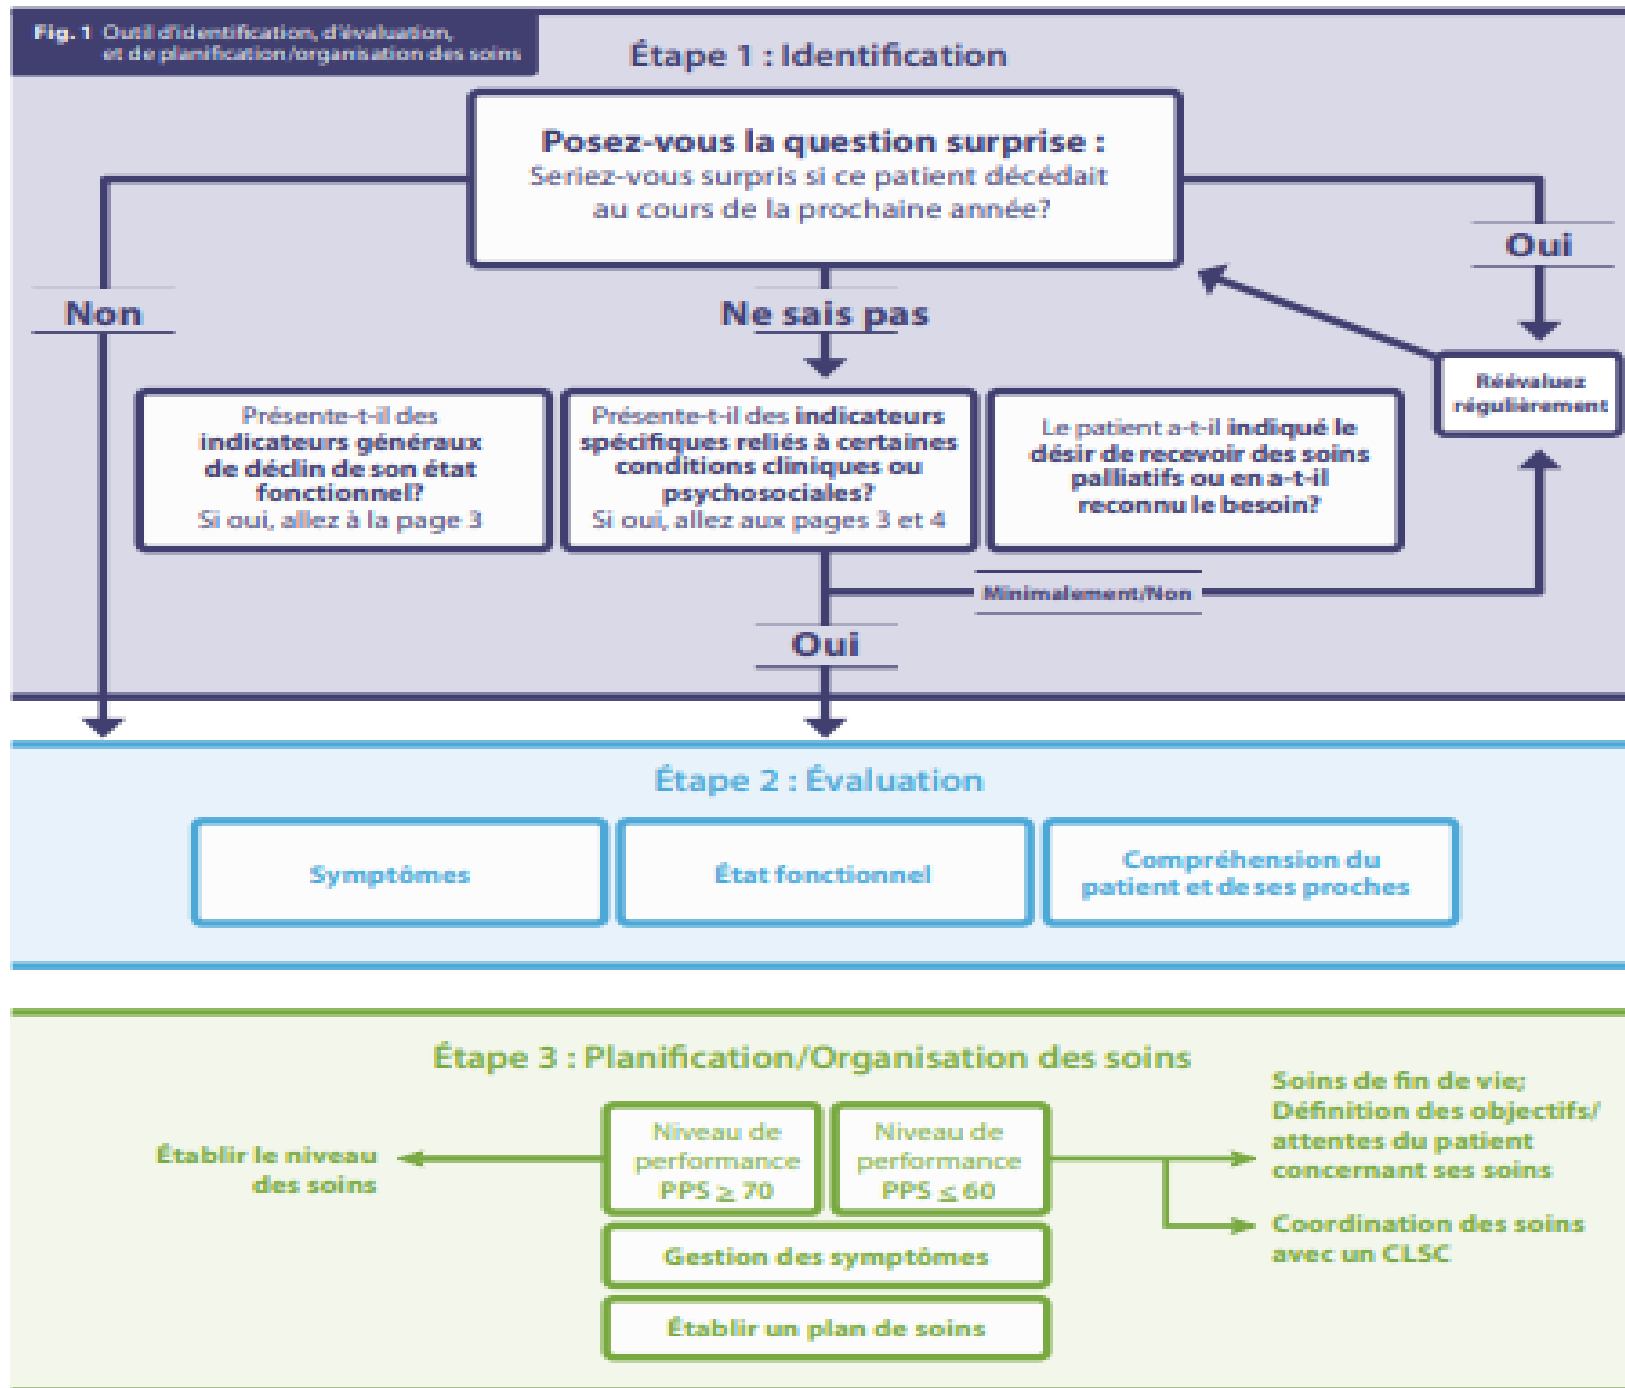 Fig. 1 Outil d'identification, d'évaluation,
et de planification/organisation des soins
Étape 1 : Identification
Posez-vous la question surprise :
Seriez-vous surpris si ce patient décédait
au cours de la prochaine année?
Non
Ne sais pas
Oui
Réévaluez
régulièrement
Présente-t-il des
indicateurs généraux
de déclin de son état
fonctionnel?
Si oui, allez à la page 3
Présente-t-il des indicateurs
spécifiques reliés à certaines
conditions cliniques ou
psychosociales?
Si oui, allez aux pages 3 et 4
Le patient a-t-il indiqué le
désir de recevoir des soins
palliatifs ou en a-t-il
reconnu le besoin?
Minimalement/Non
Oui
Étape 2 : Évaluation
Symptômes
État fonctionnel
Compréhension du
patient et de ses proches
Étape 3 : Planification/Organisation des soins
Établir le niveau
des soins
Niveau de
performance
PPS ≥ 70
Niveau de
performance
PPS ≤ 60
Soins de fin de vie;
Définition des objectifs/
attentes du patient
concernant ses soins
Coordination des soins
avec un CLSC
Gestion des symptômes
Établir un plan de soins